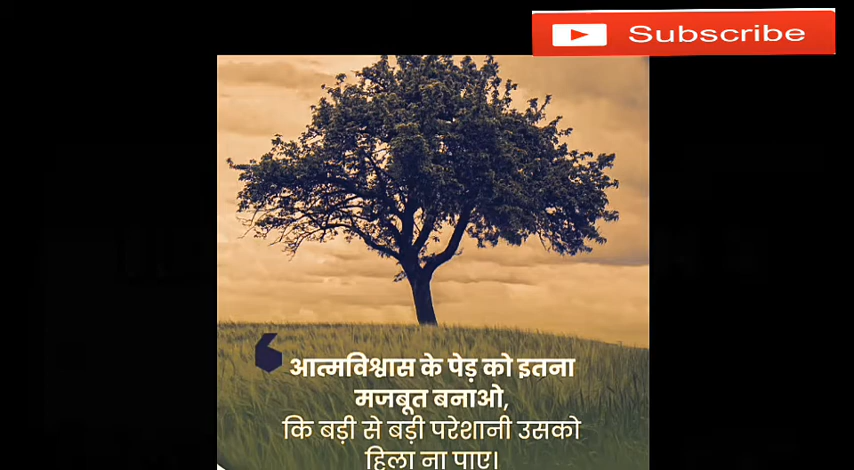 Subscribe
आत्मविश्वास के पेड़ को इतना
मजबूत बनाओ,
कि बड़ी से बड़ी परेशानी उसको
हिला ना पाए।